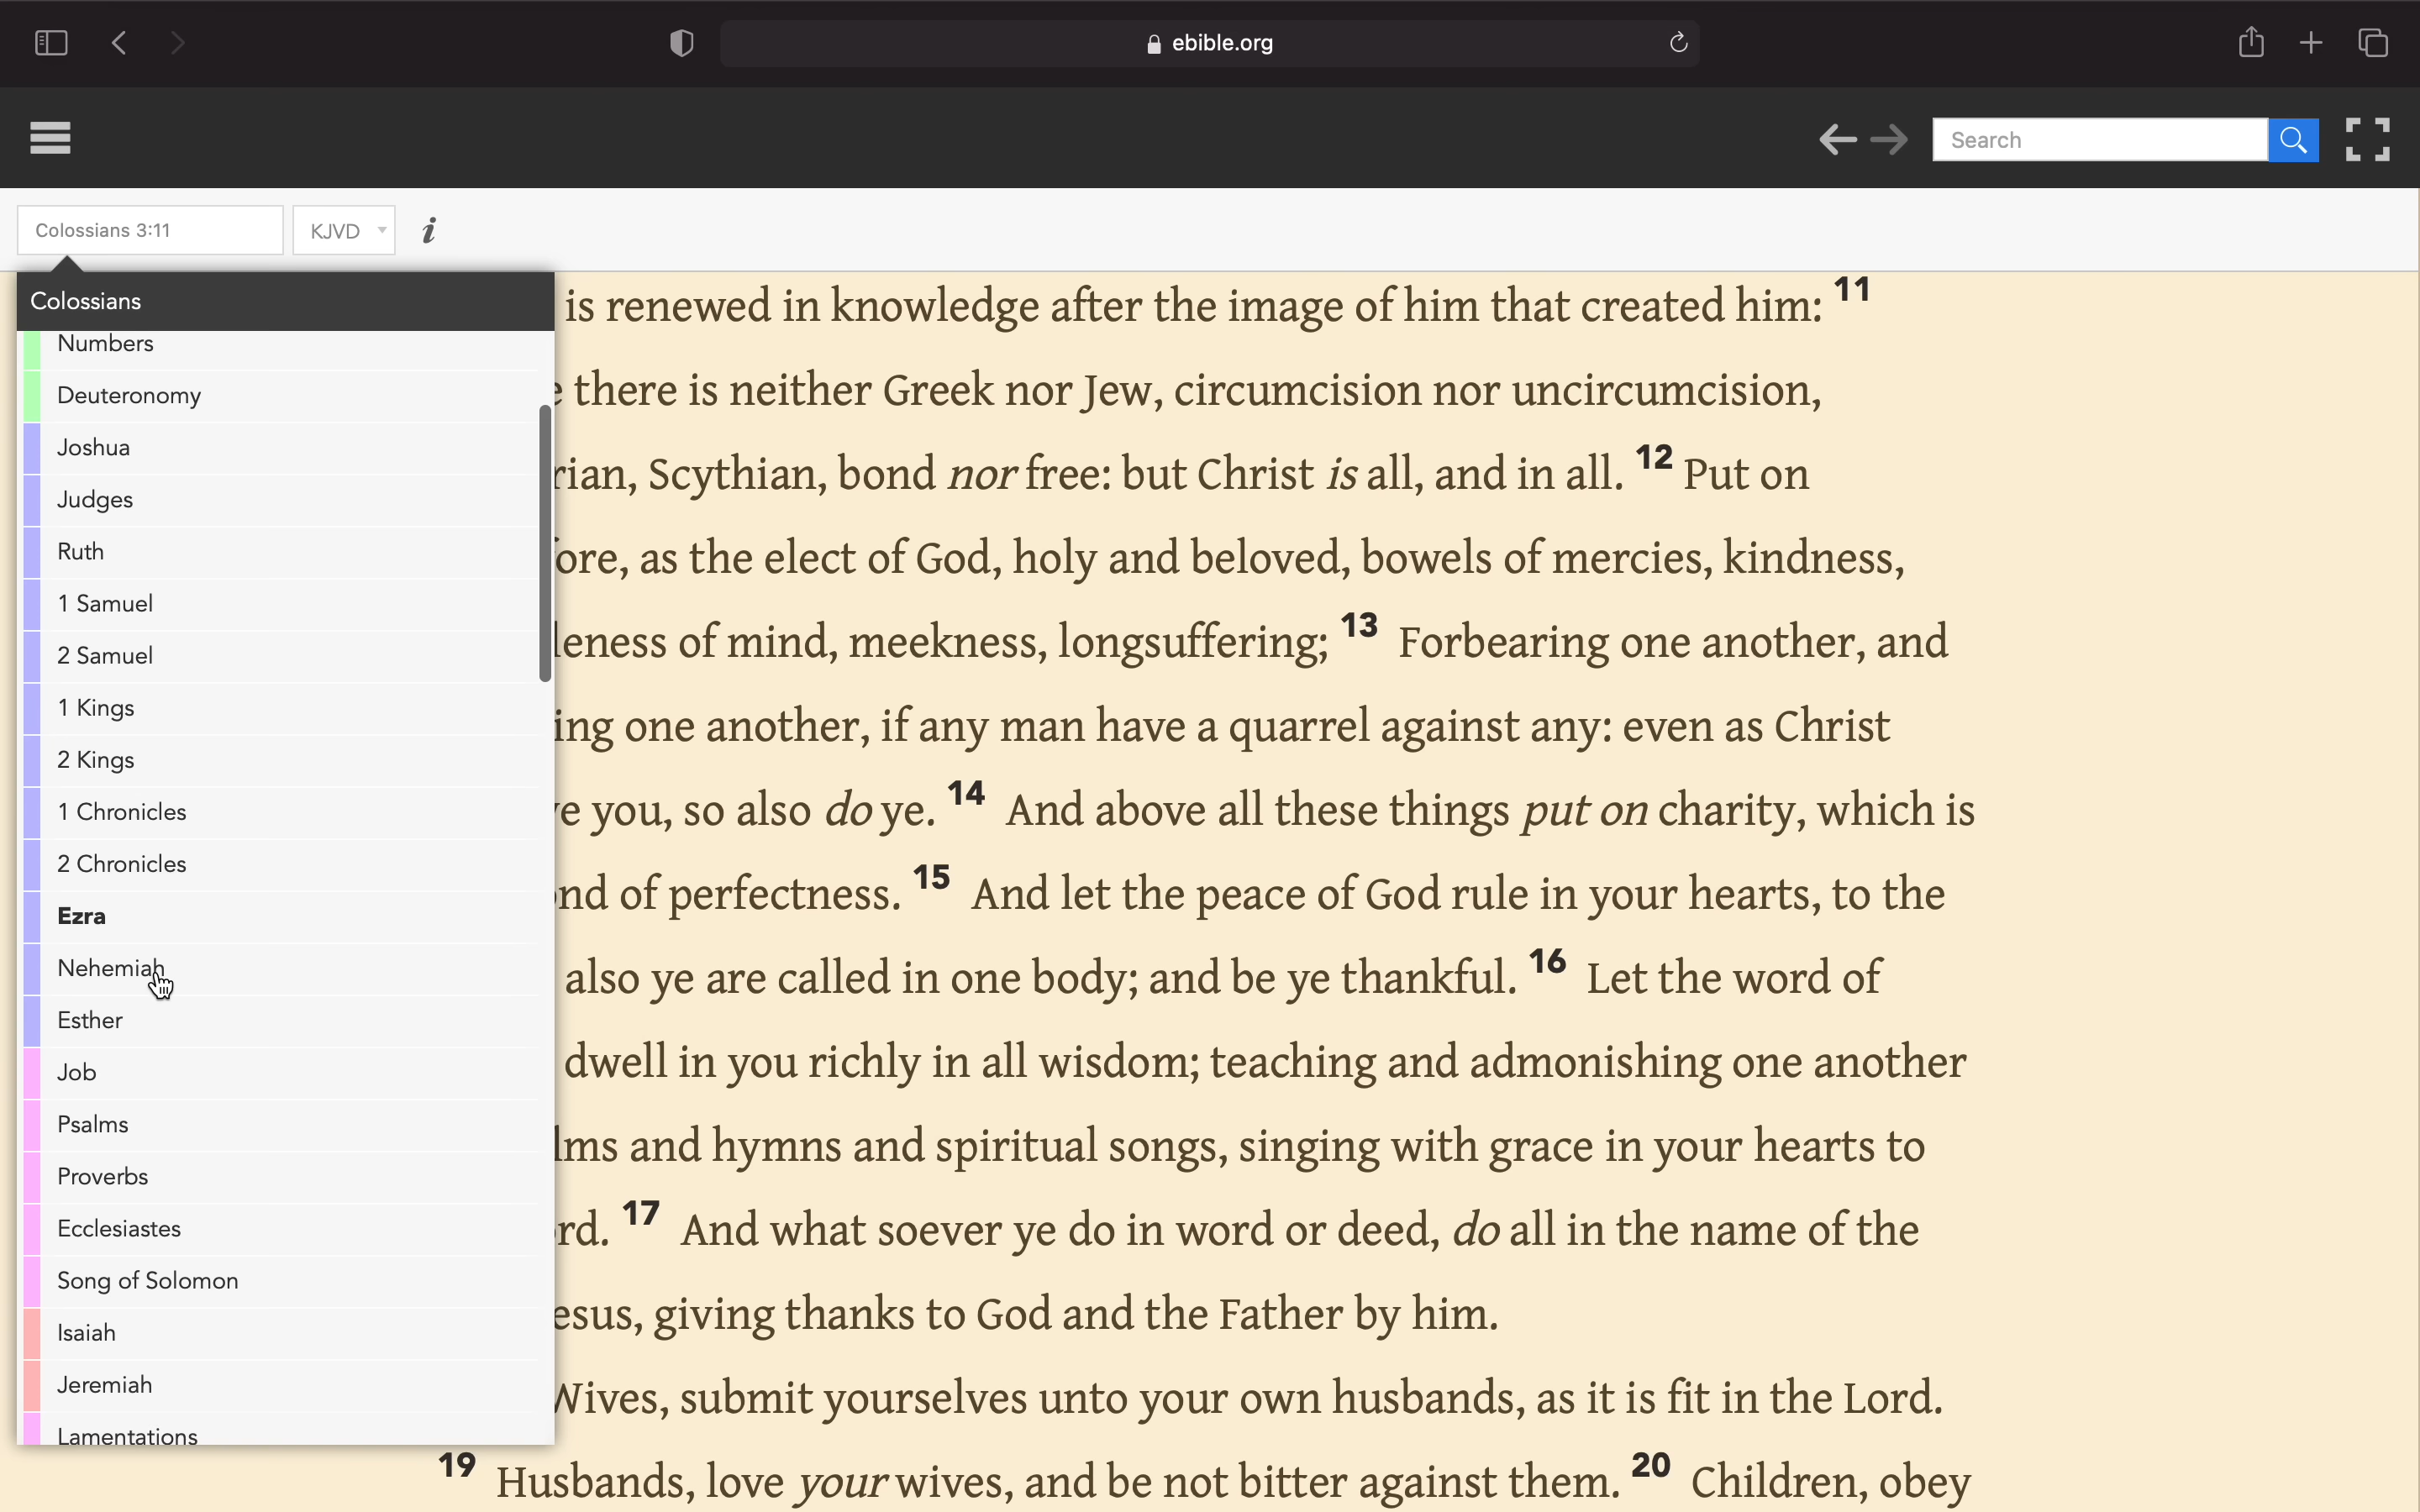 ebible.org
Search
Colossians 3:11
KJVD
i
Colossians
Numbers
Deuteronomy
Joshua
Judges
Ruth
1 Samuel
2 Samuel
1 Kings
2 Kings
1 Chronicles
2 Chronicles
Ezra
Nehemiah
Esther
Job
Psalms
Proverbs
Ecclesiastes
Song of Solomon
Isaiah
Jeremiah
Lamentations
is renewed in knowledge after the image of him that created him: 11
there is neither Greek nor Jew, circumcision nor uncircumcision,
rian, Scythian, bond nor free: but Christ is all, and in all. 12 Put on
ore, as the elect of God, holy and beloved, bowels of mercies, kindness,
leness of mind, meekness, longsuffering; 13 Forbearing one another, and
ing one another, if any man have a quarrel against any: even as Christ
e you, so also do ye. 14 And above all these things put on charity, which is
nd of perfectness. 15 And let the peace of God rule in your hearts, to the
also ye are called in one body; and be ye thankful. 16 Let the word of
dwell in you richly in all wisdom; teaching and admonishing one another
lms and hymns and spiritual songs, singing with grace in your hearts to
rd. 17 And what soever ye do in word or deed, do all in the name of the
esus, giving thanks to God and the Father by him.
Wives, submit yourselves unto your own husbands, as it is fit in the Lord.
19 Husbands, love your wives, and be not bitter against them. 20 Children, obey